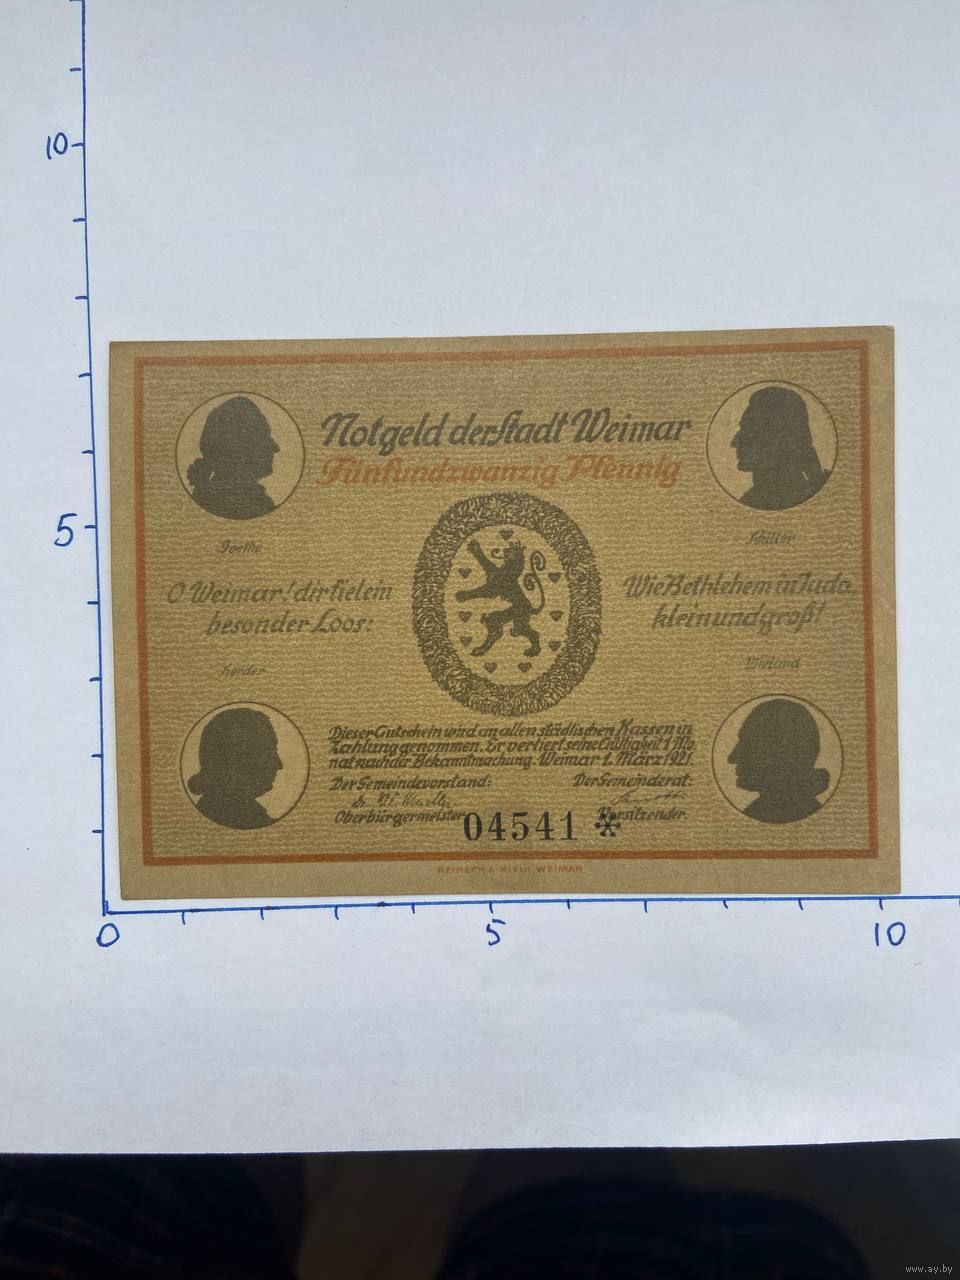 10
5
0
5
10
Notgeld der Stadt Weimar
Fünfundzwanzig Pfennig
Goethe
Schiller
O Weimar! dir fiel ein
besonder Loos:
Wie Bethlehem in Juda,
klein und groß!
Herder
Wieland
Dieser Gutschein wird an allen städtischen Kassen in
Zahlung genommen. Er verliert seine Gültigkeit 1 Mo,
nat nach der Bekanntmachung. Weimar 1. März 1921.
Der Gemeindevorstand:
Der Gemeinderat:
Oberbürgermeister.
Vorsitzender.
04541 *
REINECK & KLEIN, WEIMAR
www.ay.by